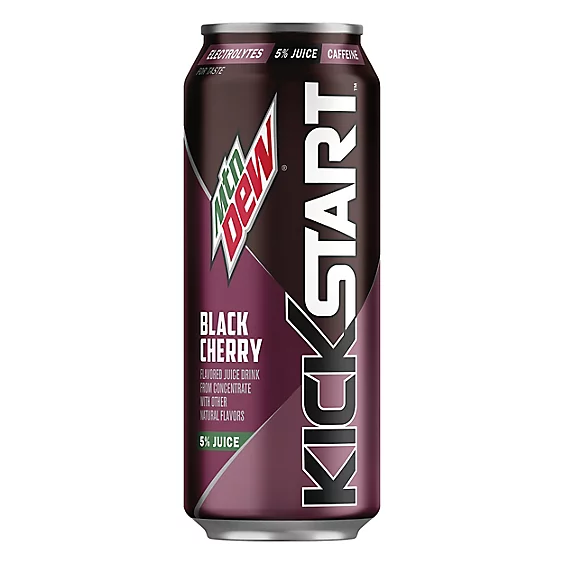 ELECTROLYTES 5% JUICE CAFFEINE
FOR TASTE
Mtn
DEW ®
KICKSTART ™
BLACK
CHERRY
FLAVORED JUICE DRINK
FROM CONCENTRATE
WITH OTHER
NATURAL FLAVORS
5% JUICE